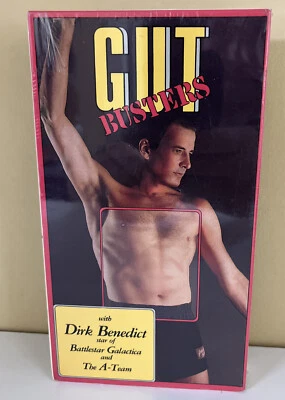 GUT
BUSTERS
with
Dirk Benedict
star of
Battlestar Galactica
and
The A-Team